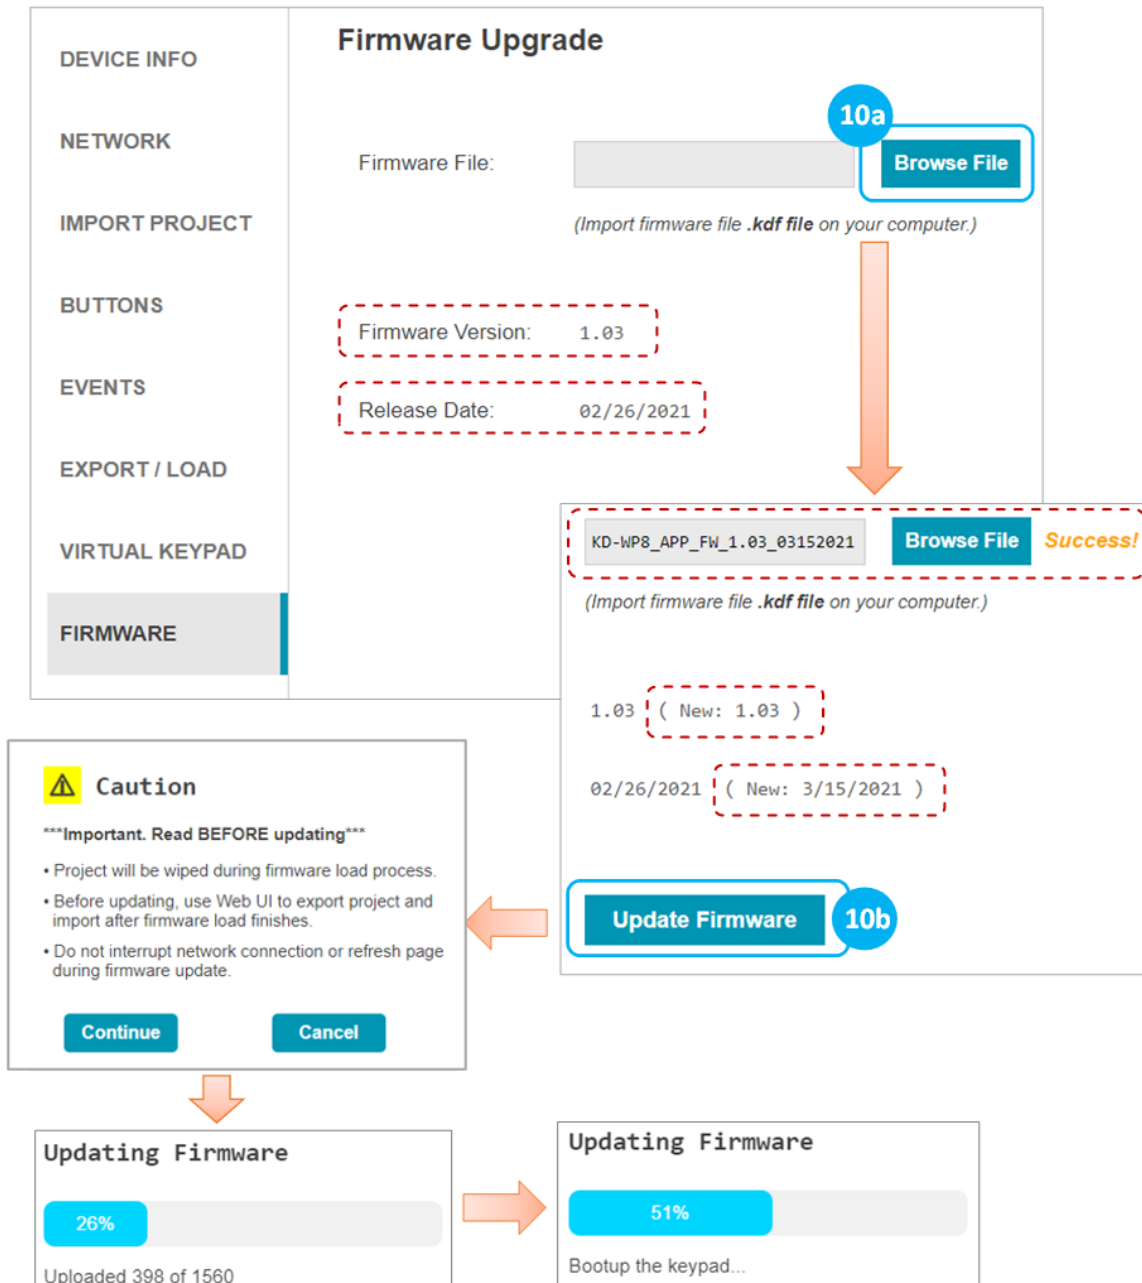 Firmware Upgrade
DEVICE INFO
NETWORK
IMPORT PROJECT
BUTTONS
EVENTS
EXPORT / LOAD
VIRTUAL KEYPAD
FIRMWARE
10a
Firmware File:
Browse File
(Import firmware file .kdf file on your computer.)
Firmware Version: 1.03
Release Date: 02/26/2021
KD-WP8_APP_FW_1.03_03152021 Browse File Success!
(Import firmware file .kdf file on your computer.)
1.03 ( New: 1.03 )
02/26/2021 ( New: 3/15/2021 )
Update Firmware 10b
Caution
***Important. Read BEFORE updating***
• Project will be wiped during firmware load process.
• Before updating, use Web UI to export project and
import after firmware load finishes.
• Do not interrupt network connection or refresh page
during firmware update.
Continue Cancel
Updating Firmware
26%
Uploaded 398 of 1560
Updating Firmware
51%
Bootup the keypad...